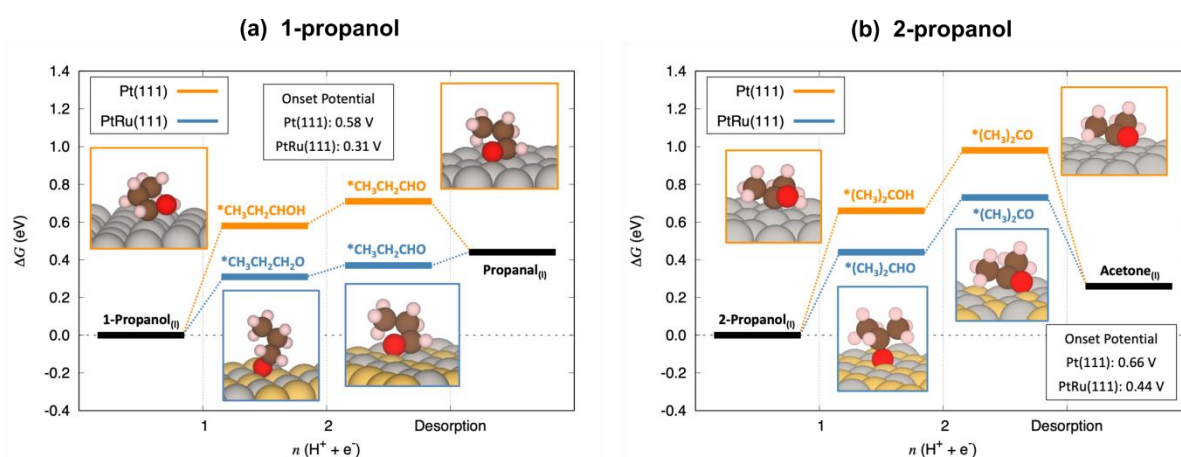 (a) 1-propanol
1.4
1.2
1.0
0.8
0.6
0.4
0.2
0.0
-0.2
-0.4
ΔG (eV)
Pt(111)
PtRu(111)
Onset Potential
Pt(111): 0.58 V
PtRu(111): 0.31 V
*CH₃CH₂CHOH
*CH₃CH₂CHO
*CH₃CH₂CH₂O
*CH₃CH₂CHO
1-Propanol(l)
Propanal(l)
1
2
Desorption
n (H⁺ + e⁻)
(b) 2-propanol
1.4
1.2
1.0
0.8
0.6
0.4
0.2
0.0
-0.2
-0.4
ΔG (eV)
Pt(111)
PtRu(111)
*(CH₃)₂CO
*(CH₃)₂COH
*(CH₃)₂CO
*(CH₃)₂CHO
2-Propanol(l)
Acetone(l)
Onset Potential
Pt(111): 0.66 V
PtRu(111): 0.44 V
1
2
Desorption
n (H⁺ + e⁻)